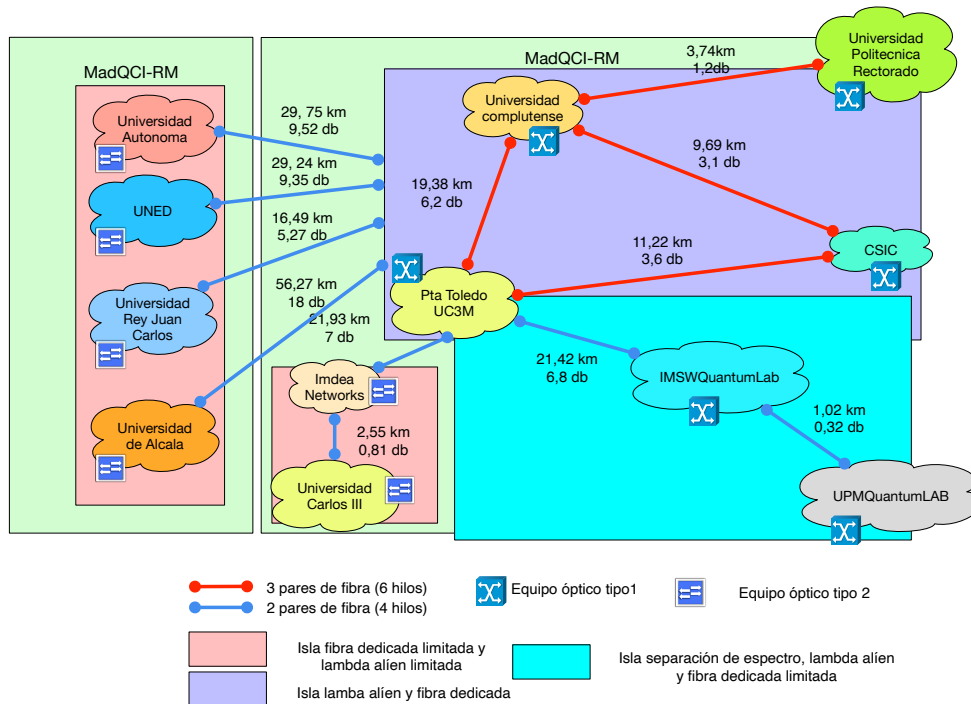 MadQCI-RM
MadQCI-RM
Universidad
Autonoma
UNED
Universidad
Rey Juan
Carlos
Universidad
de Alcala
29, 75 km
9,52 db
29, 24 km
9,35 db
16,49 km
5,27 db
56,27 km
18 db
21,93 km
7 db
Universidad
complutense
3,74km
1,2db
Universidad
Politecnica
Rectorado
9,69 km
3,1 db
19,38 km
6,2 db
11,22 km
3,6 db
CSIC
Pta Toledo
UC3M
21,42 km
6,8 db
IMSWQuantumLab
1,02 km
0,32 db
UPMQuantumLAB
Imdea
Networks
2,55 km
0,81 db
Universidad
Carlos III
3 pares de fibra (6 hilos)
2 pares de fibra (4 hilos)
Equipo óptico tipo1
Equipo óptico tipo 2
Isla fibra dedicada limitada y
lambda alíen limitada
Isla lamba alíen y fibra dedicada
Isla separación de espectro, lambda alíen
y fibra dedicada limitada